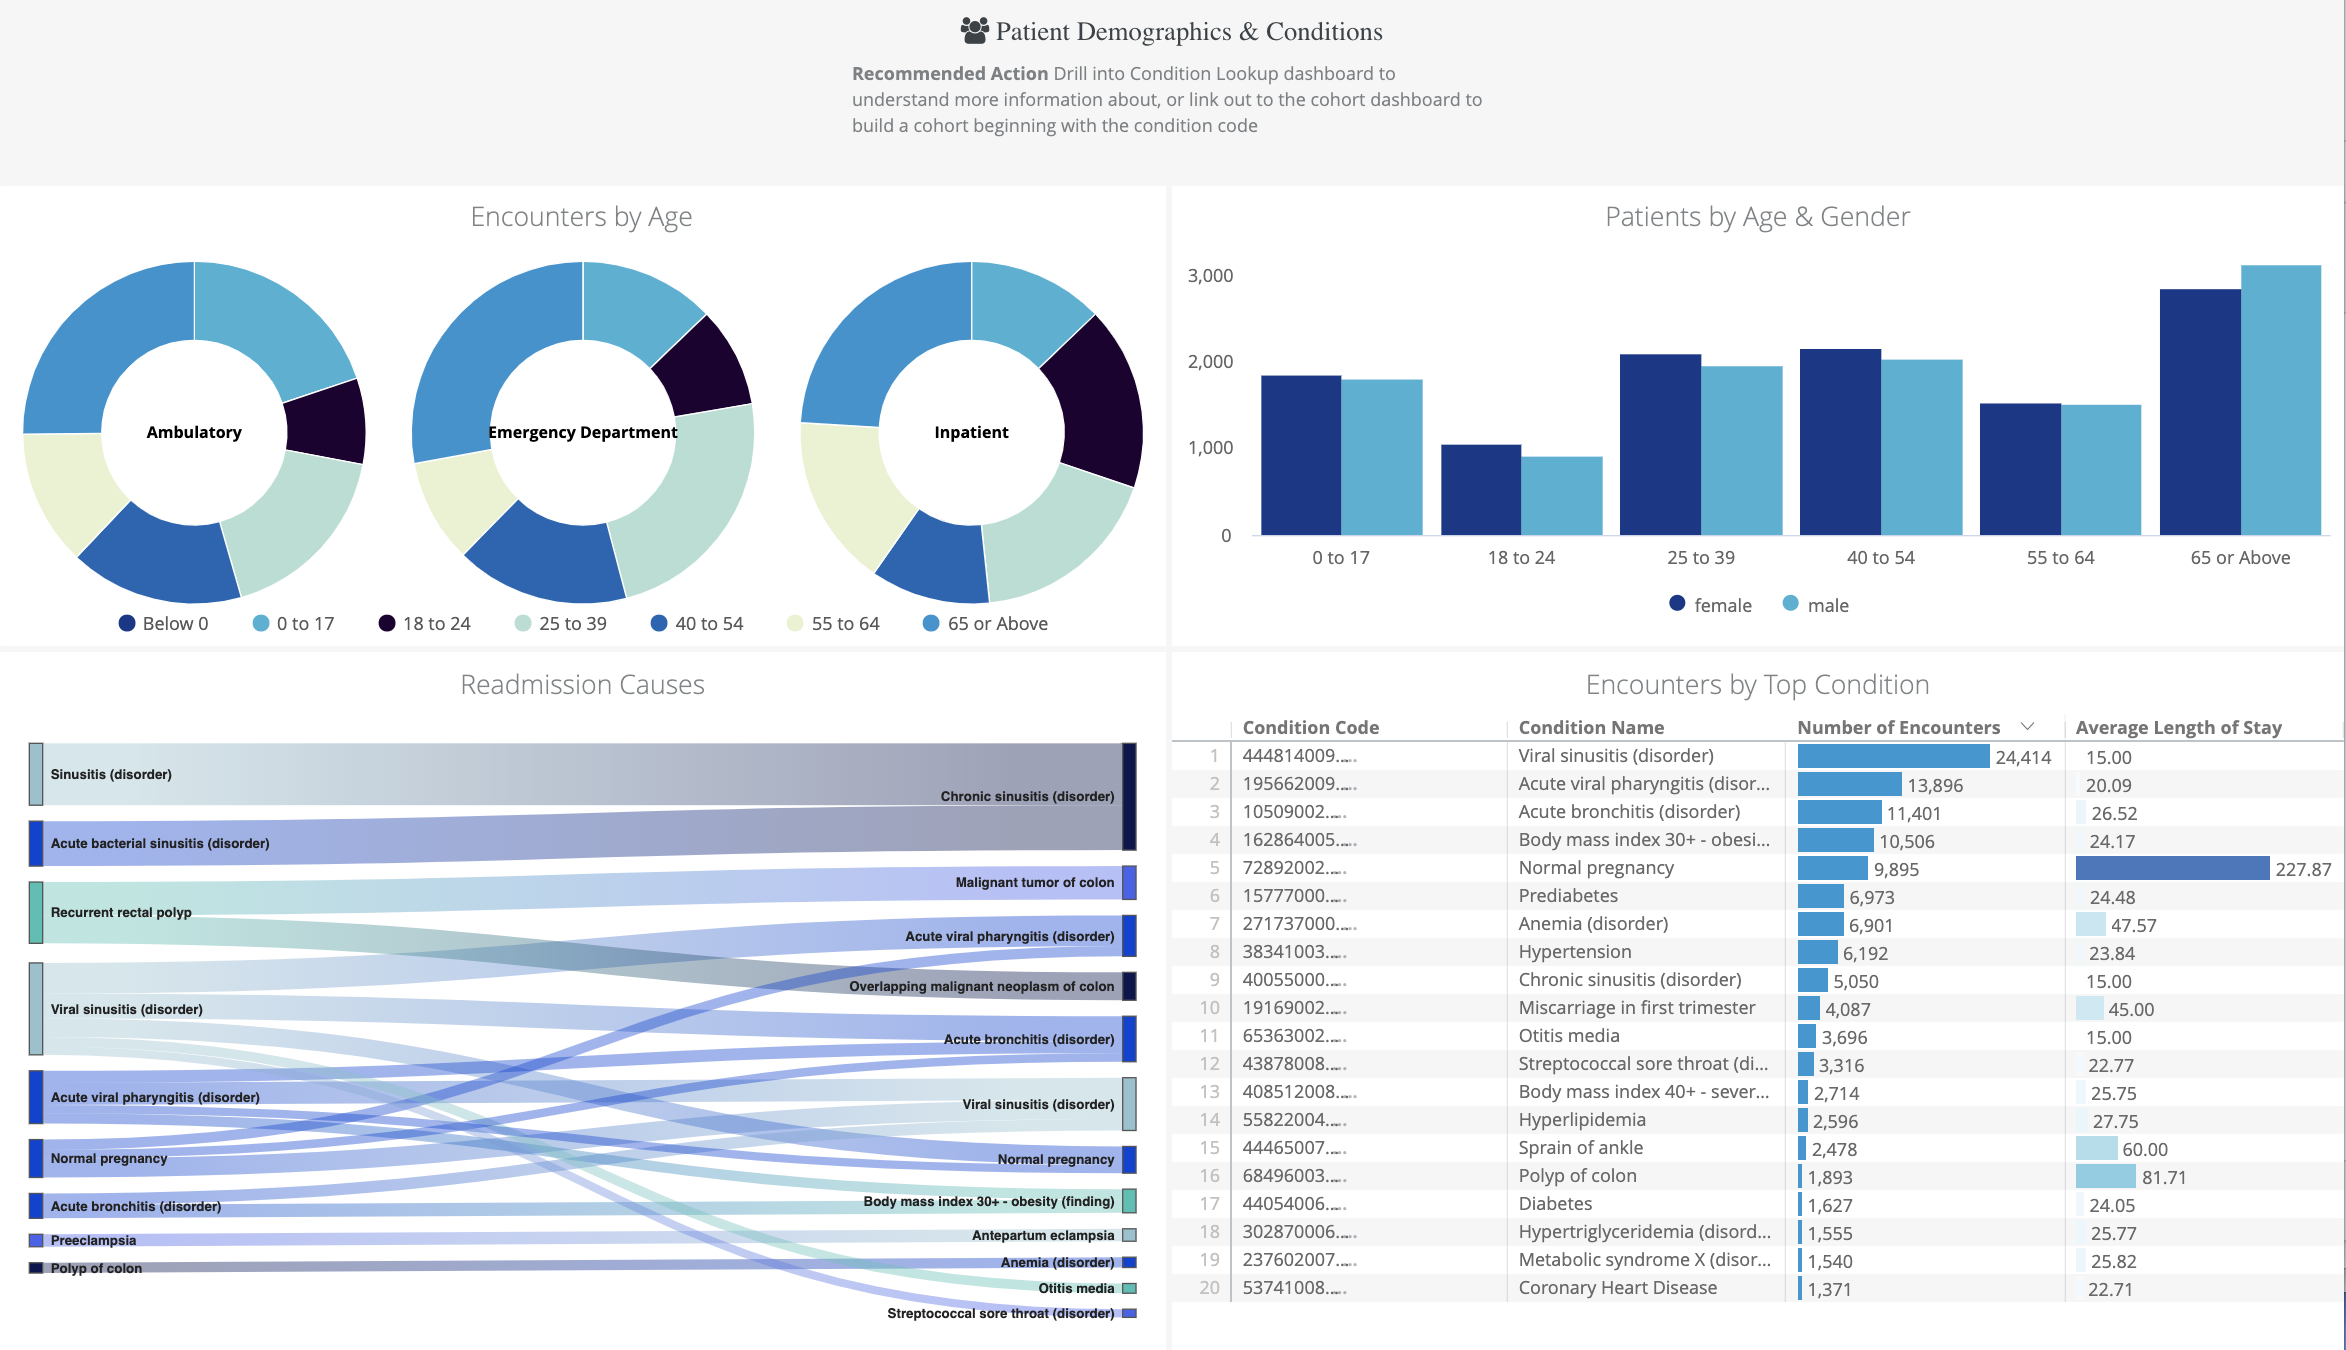 Patient Demographics & Conditions
Recommended Action Drill into Condition Lookup dashboard to
understand more information about, or link out to the cohort dashboard to
build a cohort beginning with the condition code
Encounters by Age
Ambulatory
Emergency Department
Inpatient
Below 0 0 to 17 18 to 24 25 to 39 40 to 54 55 to 64 65 or Above
Patients by Age & Gender
3,000
2,000
1,000
0
0 to 17 18 to 24 25 to 39 40 to 54 55 to 64 65 or Above
female male
Readmission Causes
Sinusitis (disorder)
Acute bacterial sinusitis (disorder)
Recurrent rectal polyp
Viral sinusitis (disorder)
Acute viral pharyngitis (disorder)
Normal pregnancy
Acute bronchitis (disorder)
Preeclampsia
Polyp of colon
Chronic sinusitis (disorder)
Malignant tumor of colon
Acute viral pharyngitis (disorder)
Overlapping malignant neoplasm of colon
Acute bronchitis (disorder)
Viral sinusitis (disorder)
Normal pregnancy
Body mass index 30+ - obesity (finding)
Antepartum eclampsia
Anemia (disorder)
Otitis media
Streptococcal sore throat (disorder)
Encounters by Top Condition
Condition Code Condition Name Number of Encounters Average Length of Stay
1 444814009... Viral sinusitis (disorder) 24,414 15.00
2 195662009... Acute viral pharyngitis (disor... 13,896 20.09
3 10509002... Acute bronchitis (disorder) 11,401 26.52
4 162864005... Body mass index 30+ - obesi... 10,506 24.17
5 72892002... Normal pregnancy 9,895 227.87
6 15777000... Prediabetes 6,973 24.48
7 271737000... Anemia (disorder) 6,901 47.57
8 38341003... Hypertension 6,192 23.84
9 40055000... Chronic sinusitis (disorder) 5,050 15.00
10 19169002... Miscarriage in first trimester 4,087 45.00
11 65363002... Otitis media 3,696 15.00
12 43878008... Streptococcal sore throat (di... 3,316 22.77
13 408512008... Body mass index 40+ - sever... 2,714 25.75
14 55822004... Hyperlipidemia 2,596 27.75
15 44465007... Sprain of ankle 2,478 60.00
16 68496003... Polyp of colon 1,893 81.71
17 44054006... Diabetes 1,627 24.05
18 302870006... Hypertriglyceridemia (disord... 1,555 25.77
19 237602007... Metabolic syndrome X (disor... 1,540 25.82
20 53741008... Coronary Heart Disease 1,371 22.71